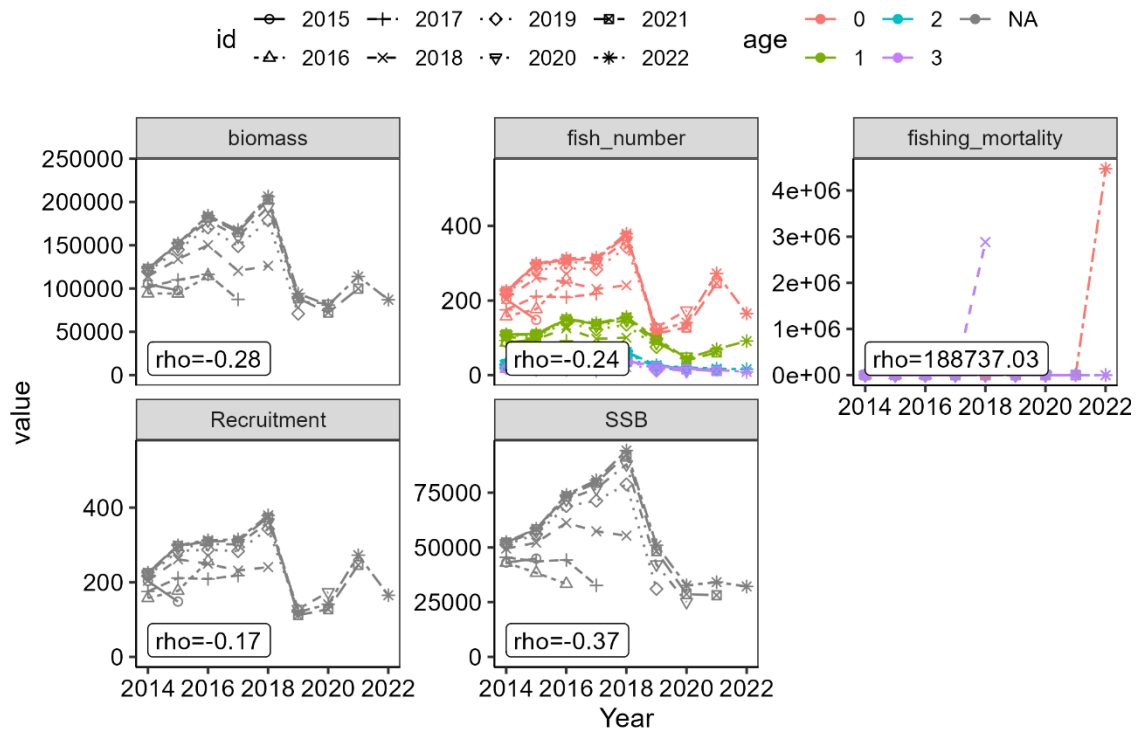 id 2015 2017 2019 2021
2016 2018 2020 2022
age 0 2 NA
1 3
biomass
250000
200000
150000
100000
50000
0
rho=-0.28
fish_number
400
200
0
rho=-0.24
fishing_mortality
4e+06
3e+06
2e+06
1e+06
0e+00
rho=188737.03
2014 2016 2018 2020 2022
value
Recruitment
400
200
0
rho=-0.17
2014 2016 2018 2020 2022
SSB
75000
50000
25000
0
rho=-0.37
2014 2016 2018 2020 2022
Year